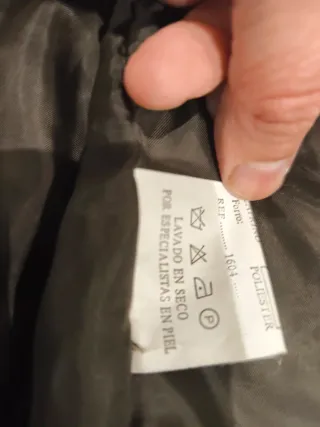 Forro: POLIESTER
REF. ......... 1604 ......
P
LAVADO EN SECO
POR ESPECIALISTAS EN PIEL